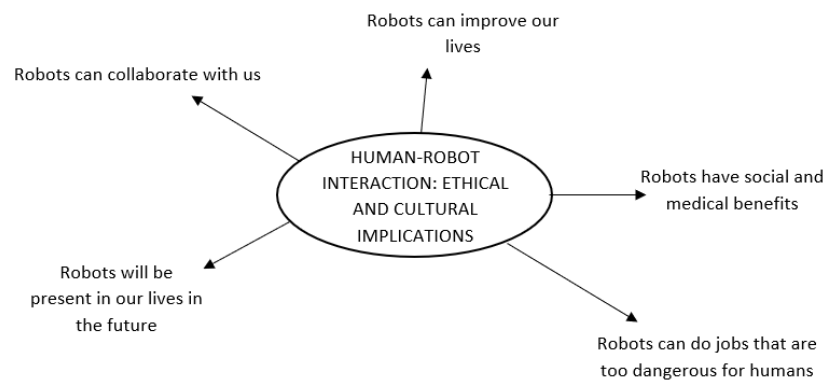 Robots can improve our
lives
Robots can collaborate with us
HUMAN-ROBOT
INTERACTION: ETHICAL
AND CULTURAL
IMPLICATIONS
Robots have social and
medical benefits
Robots will be
present in our lives in
the future
Robots can do jobs that are
too dangerous for humans